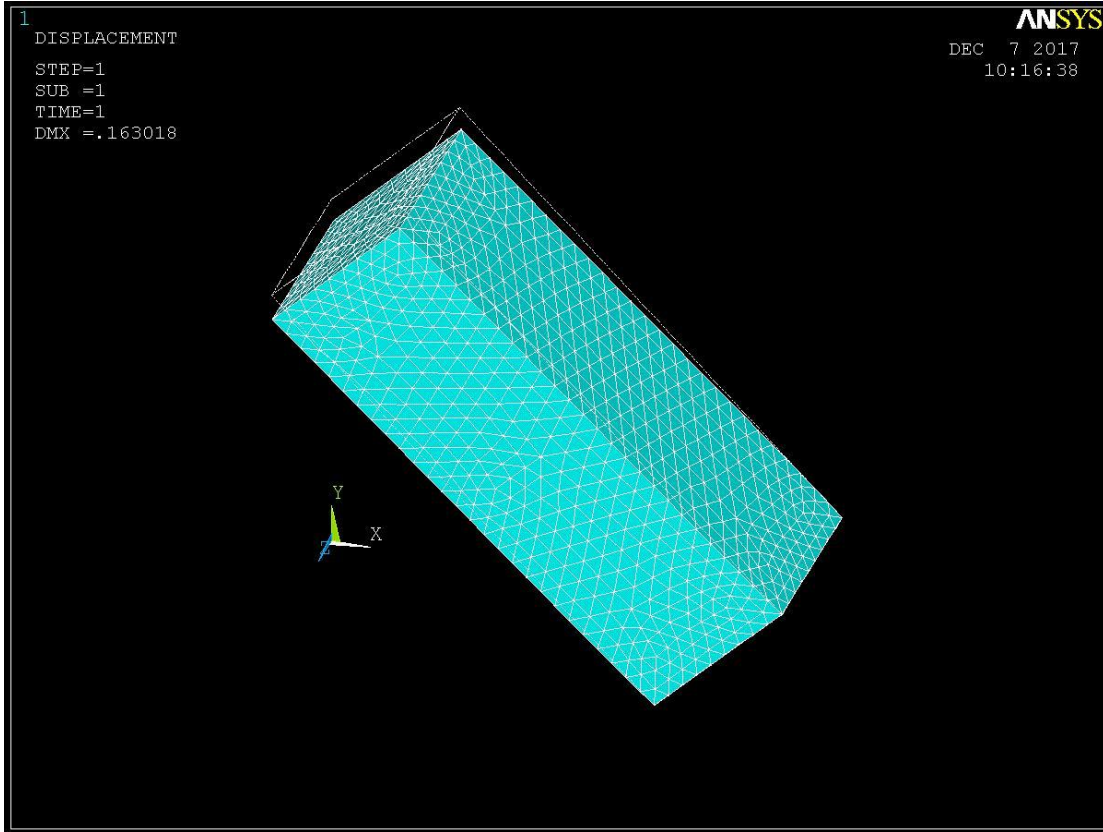 1
ANSYS
DISPLACEMENT
DEC 7 2017
10:16:38
STEP=1
SUB =1
TIME=1
DMX =.163018
Y
X
Z